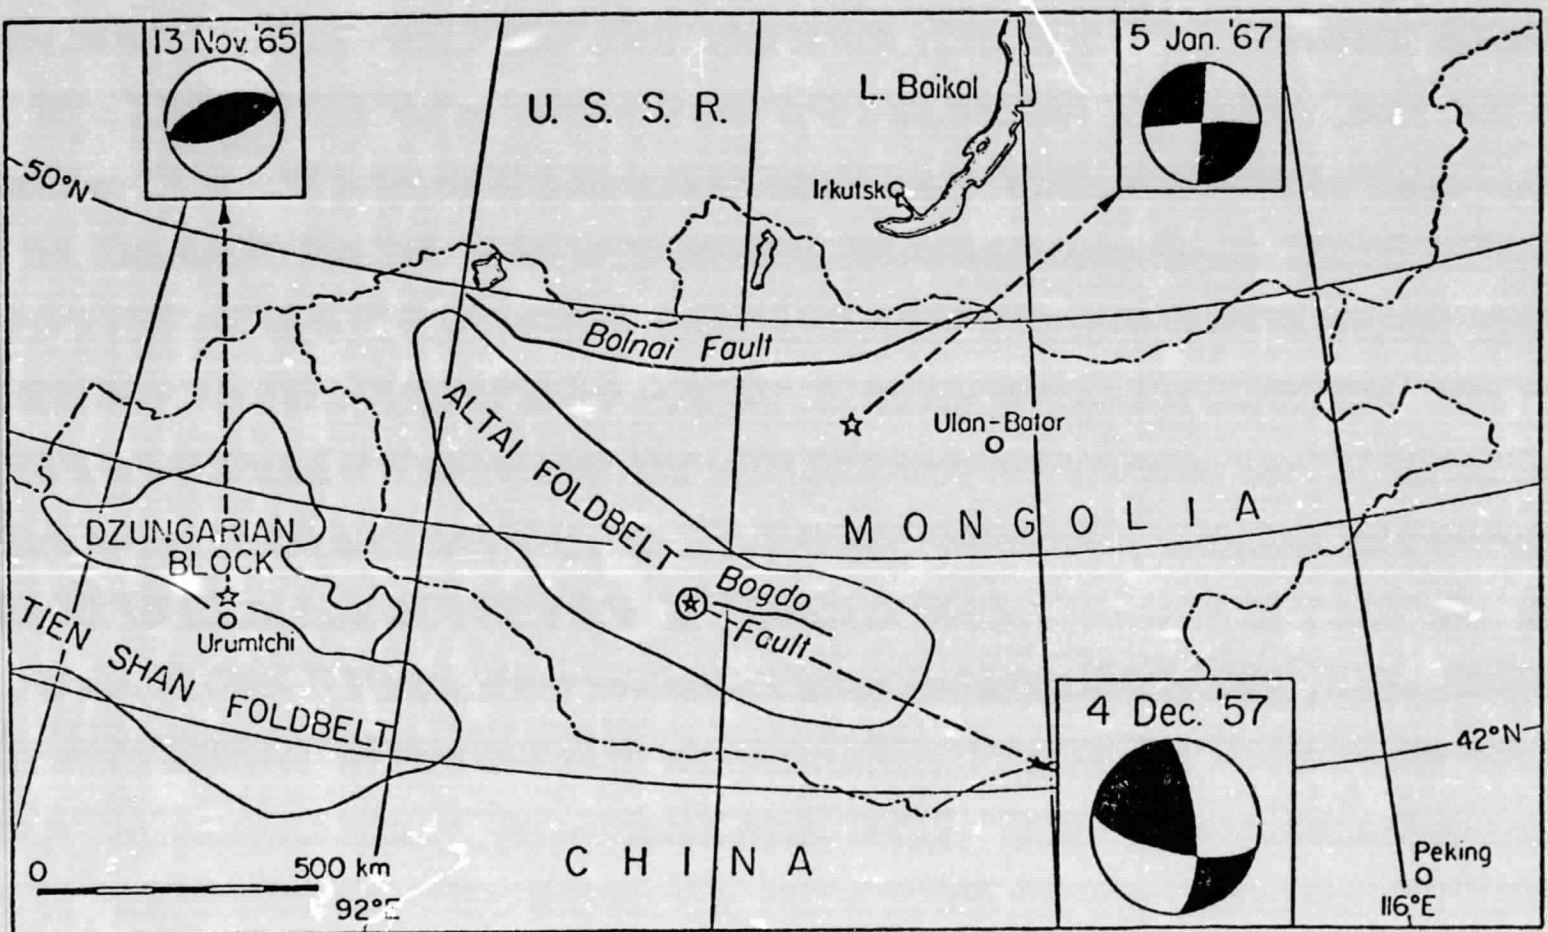 13 Nov. '65
5 Jan. '67
U. S. S. R.
L. Baikal
50°N
Irkutsk
Bolnai Fault
ALTAI FOLDBELT
Ulan-Bator
MONGOLIA
DZUNGARIAN
BLOCK
Bogdo
Fault
Urumtchi
TIEN SHAN FOLDBELT
4 Dec. '57
42°N
CHINA
0 500 km
92°E
Peking
116°E